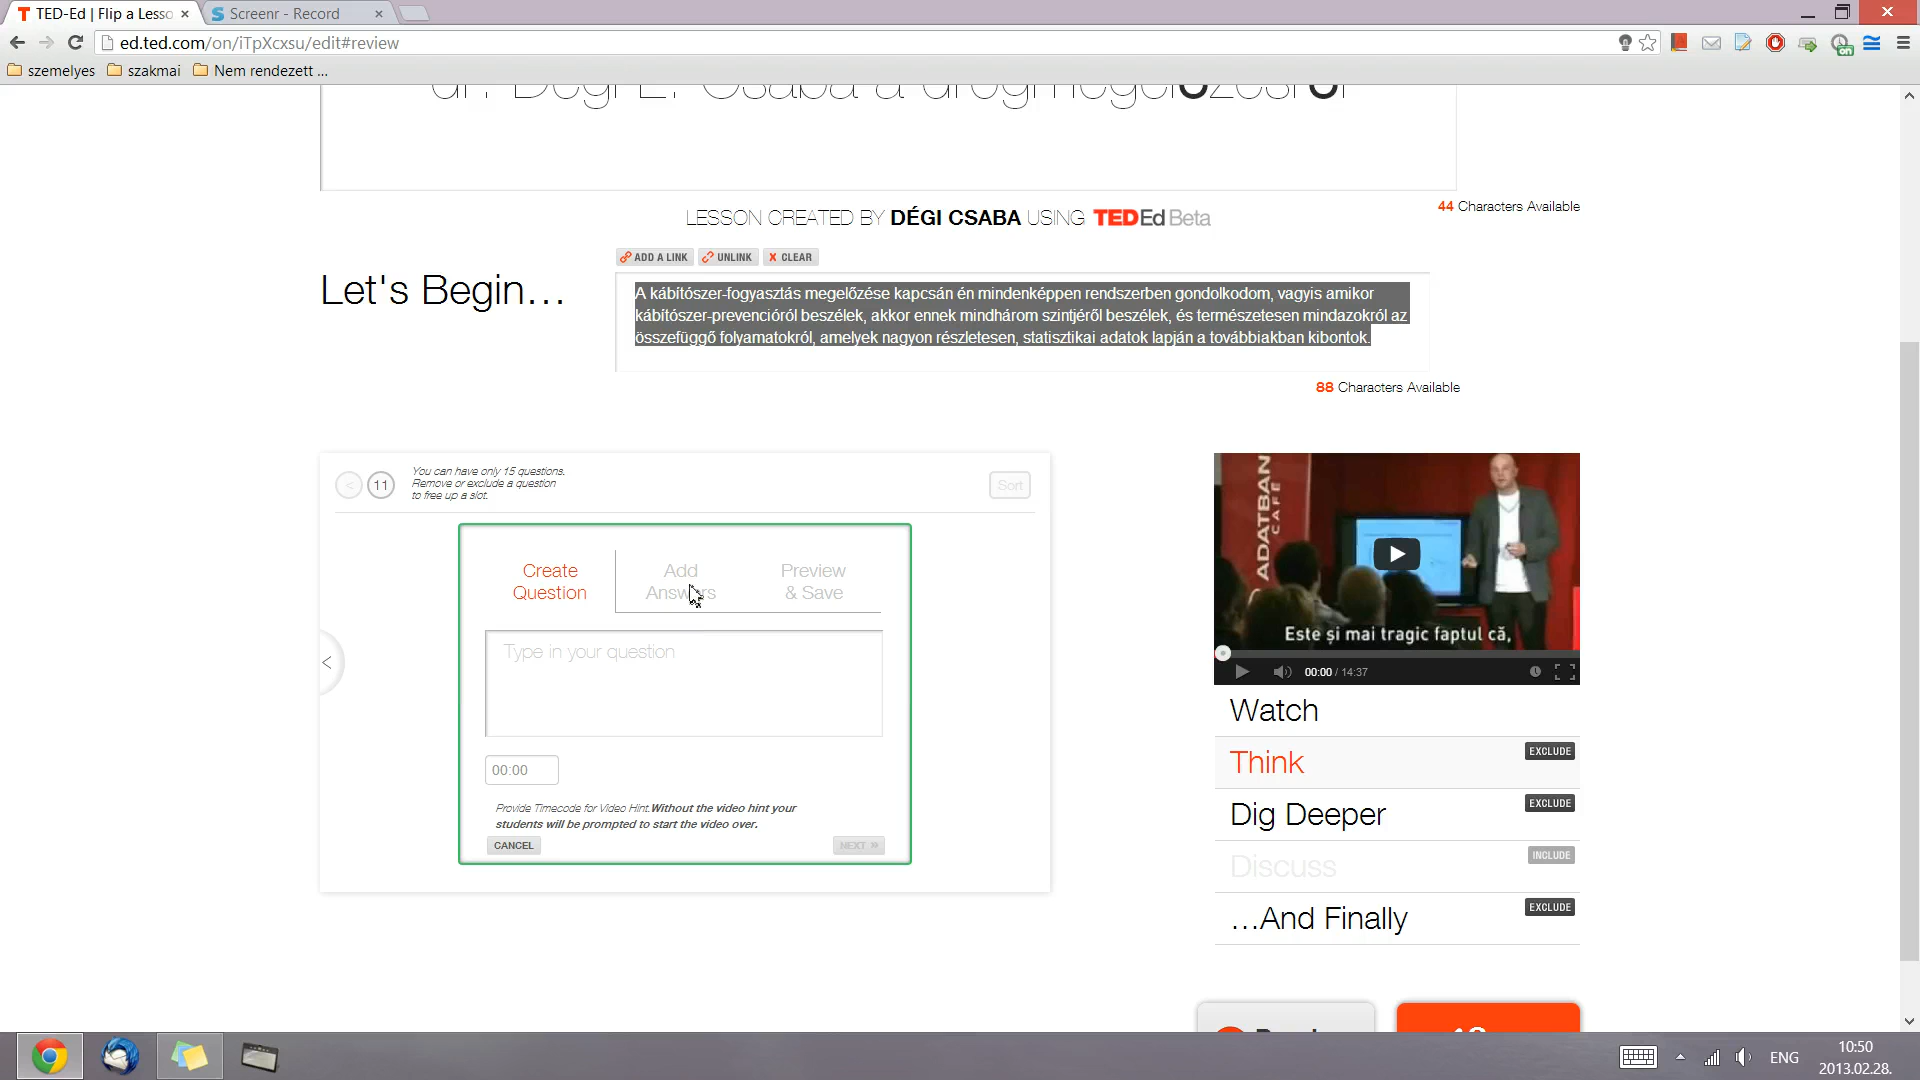 TED-Ed | Flip a Lesso
Screenr - Record
ed.ted.com/on/iTpXcxsu/edit#review
szemelyes
szakmai
Nem rendezett ...
dr. Dégi L. Csaba a drogmegelőzésről
44 Characters Available
LESSON CREATED BY DÉGI CSABA USING TEDEd Beta
ADD A LINK
UNLINK
CLEAR
Let's Begin…
A kábítószer-fogyasztás megelőzése kapcsán én mindenképpen rendszerben gondolkodom, vagyis amikor
kábítószer-prevencióról beszélek, akkor ennek mindhárom szintjéről beszélek, és természetesen mindazokról az
összefüggő folyamatokról, amelyek nagyon részletesen, statisztikai adatok lapján a továbbiakban kibontok.
88 Characters Available
< 11
You can have only 15 questions.
Remove or exclude a question
to free up a slot.
Sort
Create
Question
Add
Answers
Preview
& Save
Type in your question
00:00
Provide Timecode for Video Hint.Without the video hint your
students will be prompted to start the video over.
CANCEL
NEXT »
<
ADATBAN
CAFE
Este și mai tragic faptul că,
00:00 / 14:37
Watch
Think
EXCLUDE
Dig Deeper
EXCLUDE
Discuss
INCLUDE
…And Finally
EXCLUDE
on
ENG
10:50
2013.02.28.